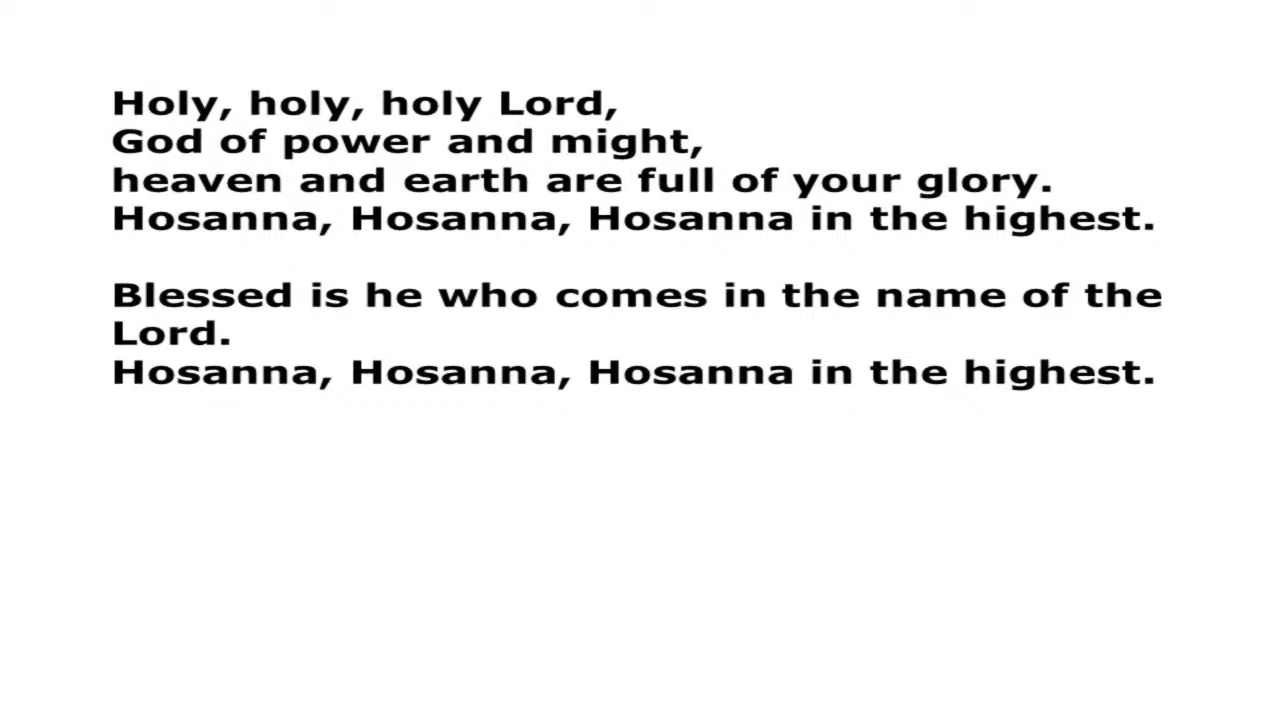 Holy, holy, holy Lord,
God of power and might,
heaven and earth are full of your glory.
Hosanna, Hosanna, Hosanna in the highest.
Blessed is he who comes in the name of the
Lord.
Hosanna, Hosanna, Hosanna in the highest.